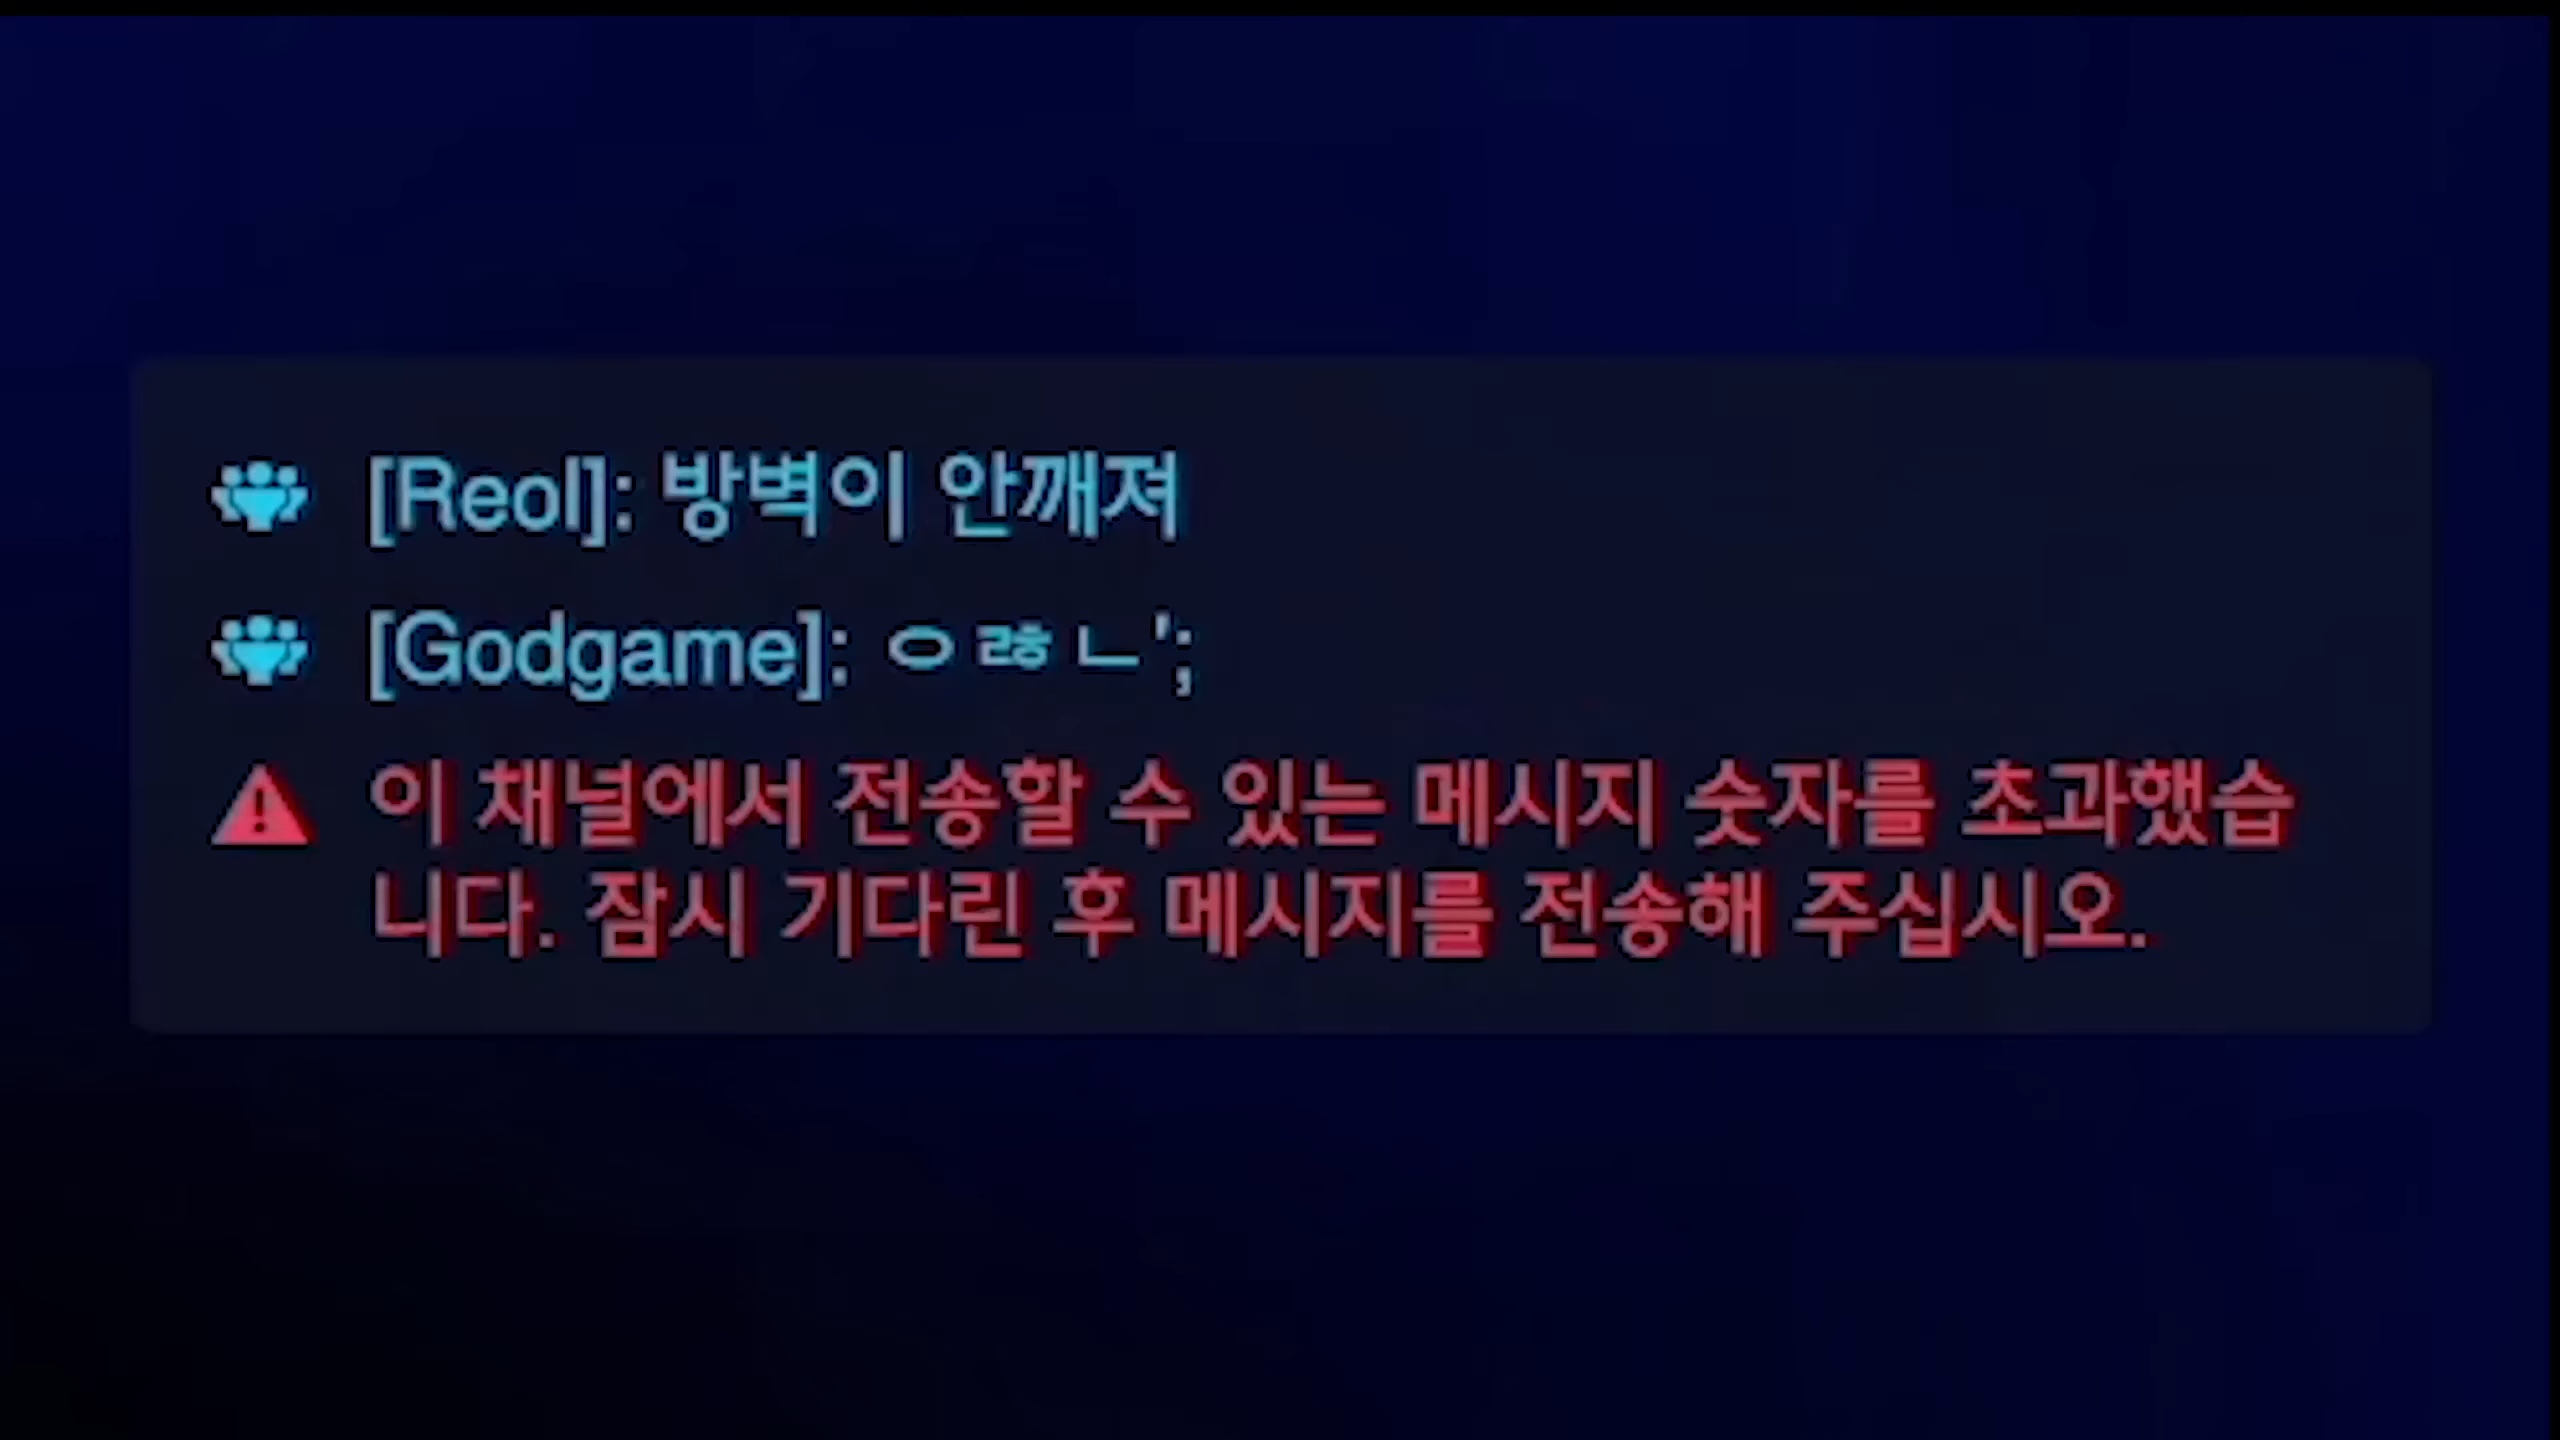 [Reol]: 방벽이 안깨져
[Godgame]: ㅇㅀㄴ';
이 채널에서 전송할 수 있는 메시지 숫자를 초과했습
니다. 잠시 기다린 후 메시지를 전송해 주십시오.